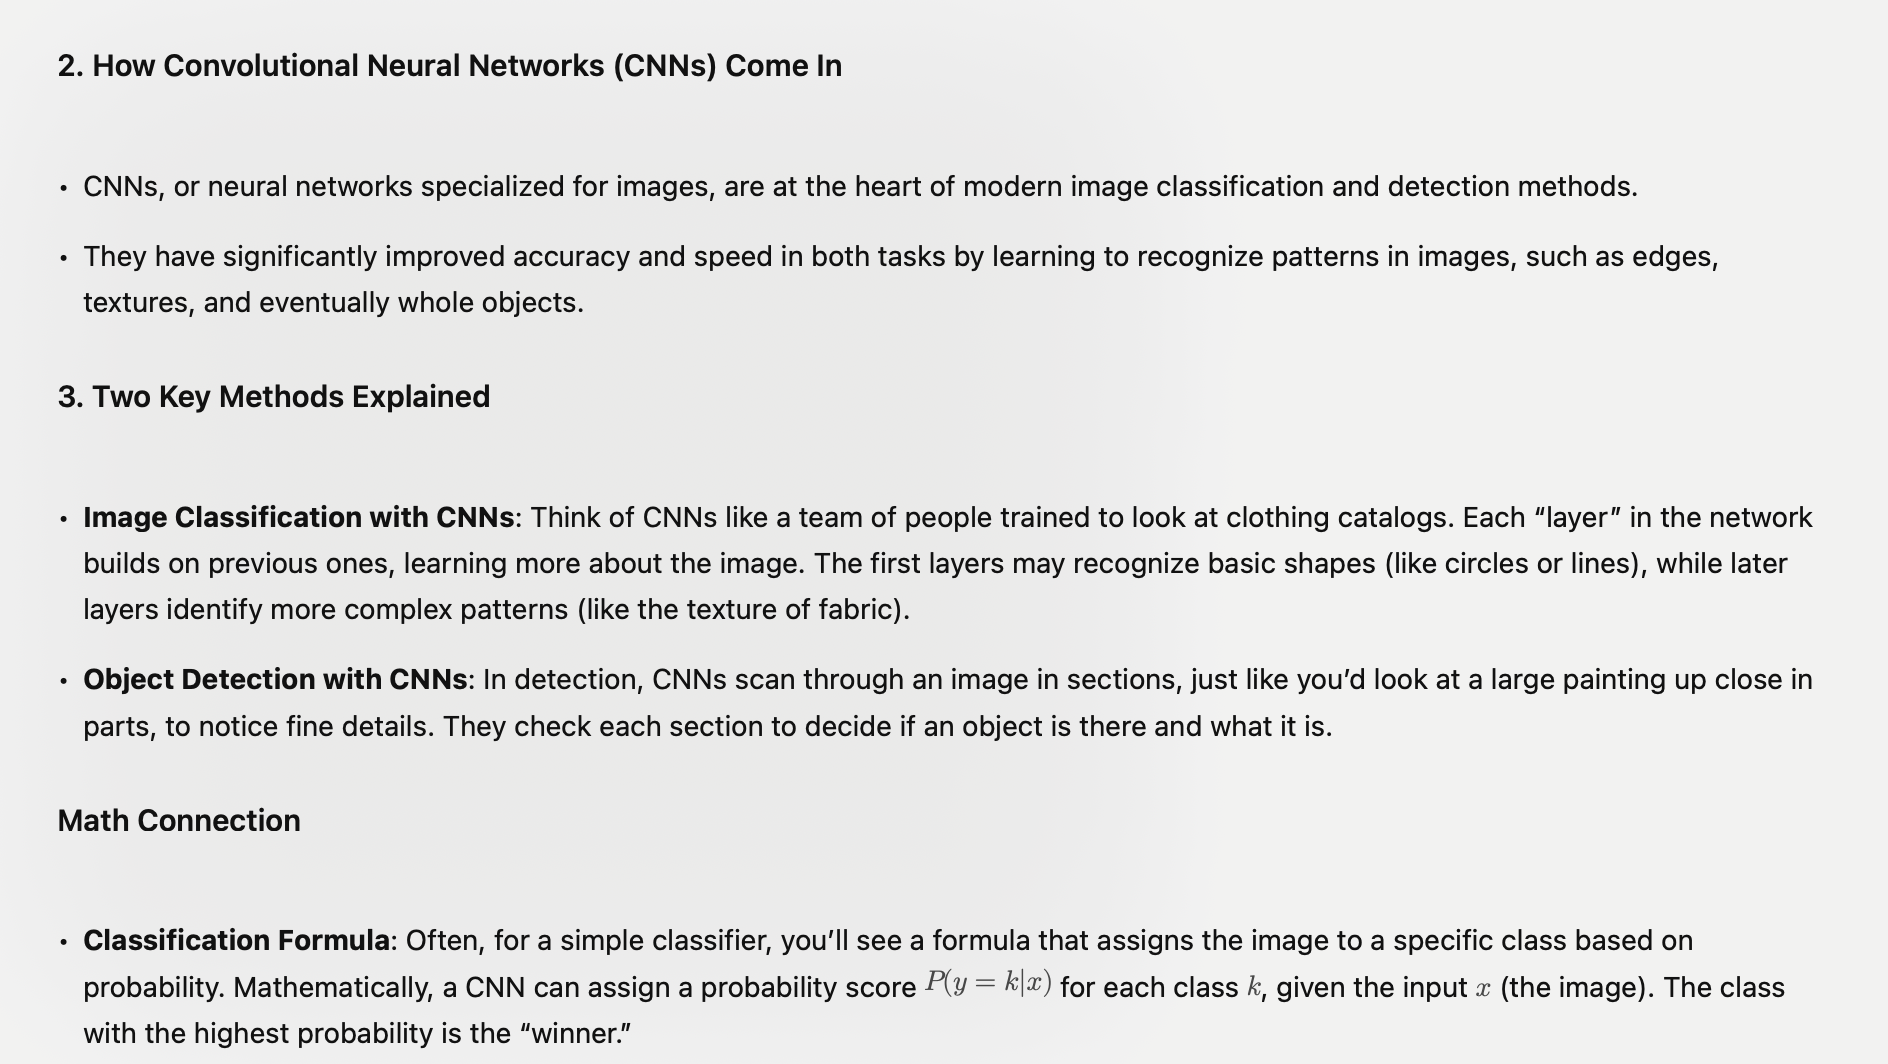 2. How Convolutional Neural Networks (CNNs) Come In
• CNNs, or neural networks specialized for images, are at the heart of modern image classification and detection methods.
• They have significantly improved accuracy and speed in both tasks by learning to recognize patterns in images, such as edges,
textures, and eventually whole objects.
3. Two Key Methods Explained
• Image Classification with CNNs: Think of CNNs like a team of people trained to look at clothing catalogs. Each “layer” in the network
builds on previous ones, learning more about the image. The first layers may recognize basic shapes (like circles or lines), while later
layers identify more complex patterns (like the texture of fabric).
• Object Detection with CNNs: In detection, CNNs scan through an image in sections, just like you’d look at a large painting up close in
parts, to notice fine details. They check each section to decide if an object is there and what it is.
Math Connection
• Classification Formula: Often, for a simple classifier, you’ll see a formula that assigns the image to a specific class based on
probability. Mathematically, a CNN can assign a probability score P(y = k|x) for each class k, given the input x (the image). The class
with the highest probability is the “winner.”